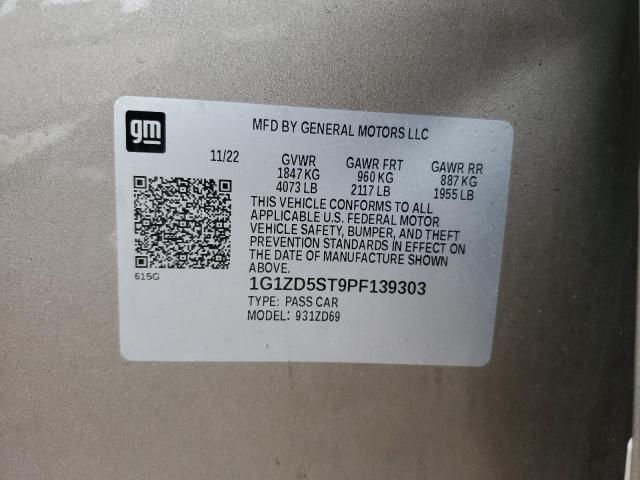 gm
MFD BY GENERAL MOTORS LLC
11/22 GVWR GAWR FRT GAWR RR
1847 KG 960 KG 887 KG
4073 LB 2117 LB 1955 LB
THIS VEHICLE CONFORMS TO ALL
APPLICABLE U.S. FEDERAL MOTOR
VEHICLE SAFETY, BUMPER, AND THEFT
PREVENTION STANDARDS IN EFFECT ON
THE DATE OF MANUFACTURE SHOWN
ABOVE.
615G
1G1ZD5ST9PF139303
TYPE: PASS CAR
MODEL: 931ZD69